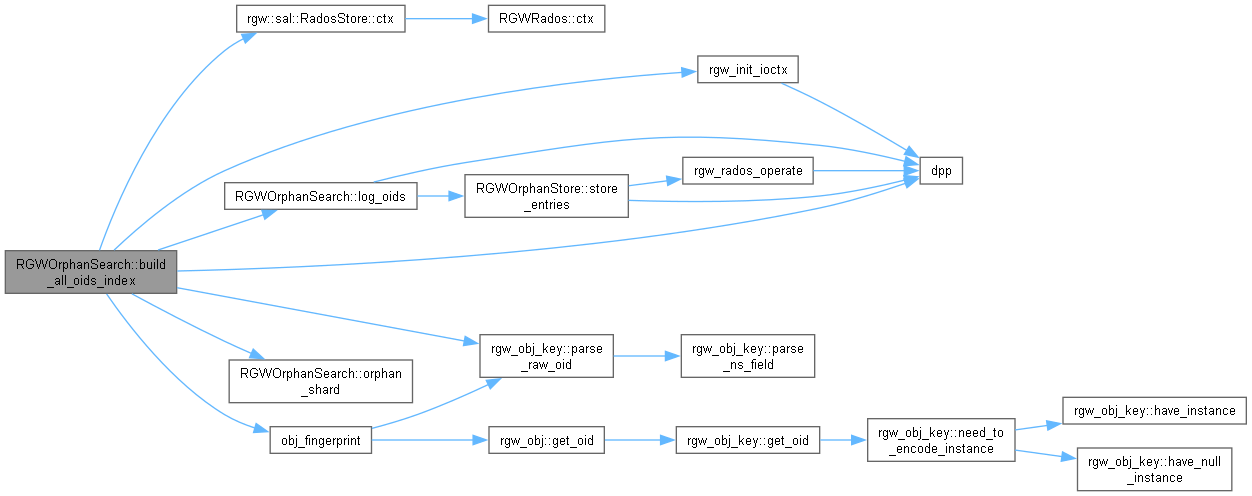 rgw::sal::RadosStore::ctx
RGWRados::ctx
rgw_init_ioctx
RGWOrphanSearch::log_oids
RGWOrphanStore::store
_entries
rgw_rados_operate
dpp
RGWOrphanSearch::build
_all_oids_index
rgw_obj_key::parse
_raw_oid
rgw_obj_key::parse
_ns_field
RGWOrphanSearch::orphan
_shard
obj_fingerprint
rgw_obj::get_oid
rgw_obj_key::get_oid
rgw_obj_key::need_to
_encode_instance
rgw_obj_key::have_instance
rgw_obj_key::have_null
_instance